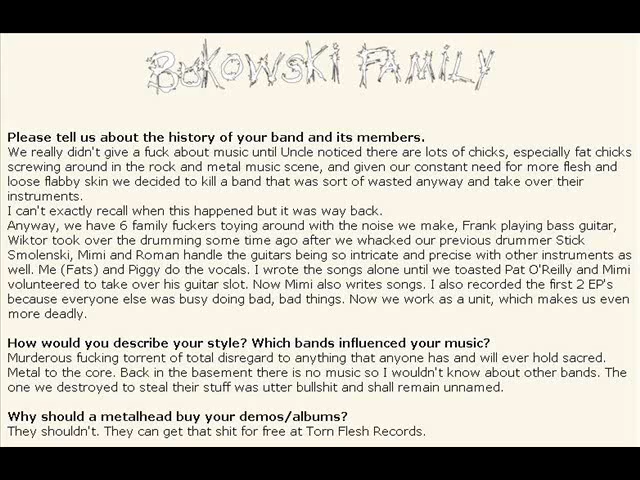 BUKOWSKI FAMILY
Please tell us about the history of your band and its members.
We really didn't give a fuck about music until Uncle noticed there are lots of chicks, especially fat chicks
screwing around in the rock and metal music scene, and given our constant need for more flesh and
loose flabby skin we decided to kill a band that was sort of wasted anyway and take over their
instruments.
I can't exactly recall when this happened but it was way back.
Anyway, we have 6 family fuckers toying around with the noise we make, Frank playing bass guitar,
Wiktor took over the drumming some time ago after we whacked our previous drummer Stick
Smolenski, Mimi and Roman handle the guitars being so intricate and precise with other instruments as
well. Me (Fats) and Piggy do the vocals. I wrote the songs alone until we toasted Pat O'Reilly and Mimi
volunteered to take over his guitar slot. Now Mimi also writes songs. I also recorded the first 2 EP's
because everyone else was busy doing bad, bad things. Now we work as a unit, which makes us even
more deadly.
How would you describe your style? Which bands influenced your music?
Murderous fucking torrent of total disregard to anything that anyone has and will ever hold sacred.
Metal to the core. Back in the basement there is no music so I wouldn't know about other bands. The
one we destroyed to steal their stuff was utter bullshit and shall remain unnamed.
Why should a metalhead buy your demos/albums?
They shouldn't. They can get that shit for free at Torn Flesh Records.